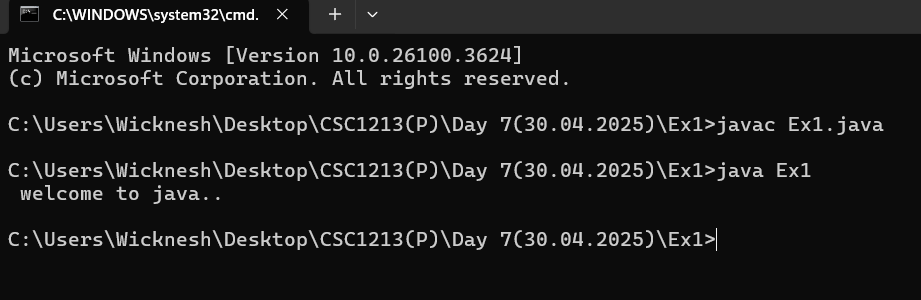 C:\WINDOWS\system32\cmd.
Microsoft Windows [Version 10.0.26100.3624]
(c) Microsoft Corporation. All rights reserved.
C:\Users\Wicknesh\Desktop\CSC1213(P)\Day 7(30.04.2025)\Ex1>javac Ex1.java
C:\Users\Wicknesh\Desktop\CSC1213(P)\Day 7(30.04.2025)\Ex1>java Ex1
 welcome to java..
C:\Users\Wicknesh\Desktop\CSC1213(P)\Day 7(30.04.2025)\Ex1>